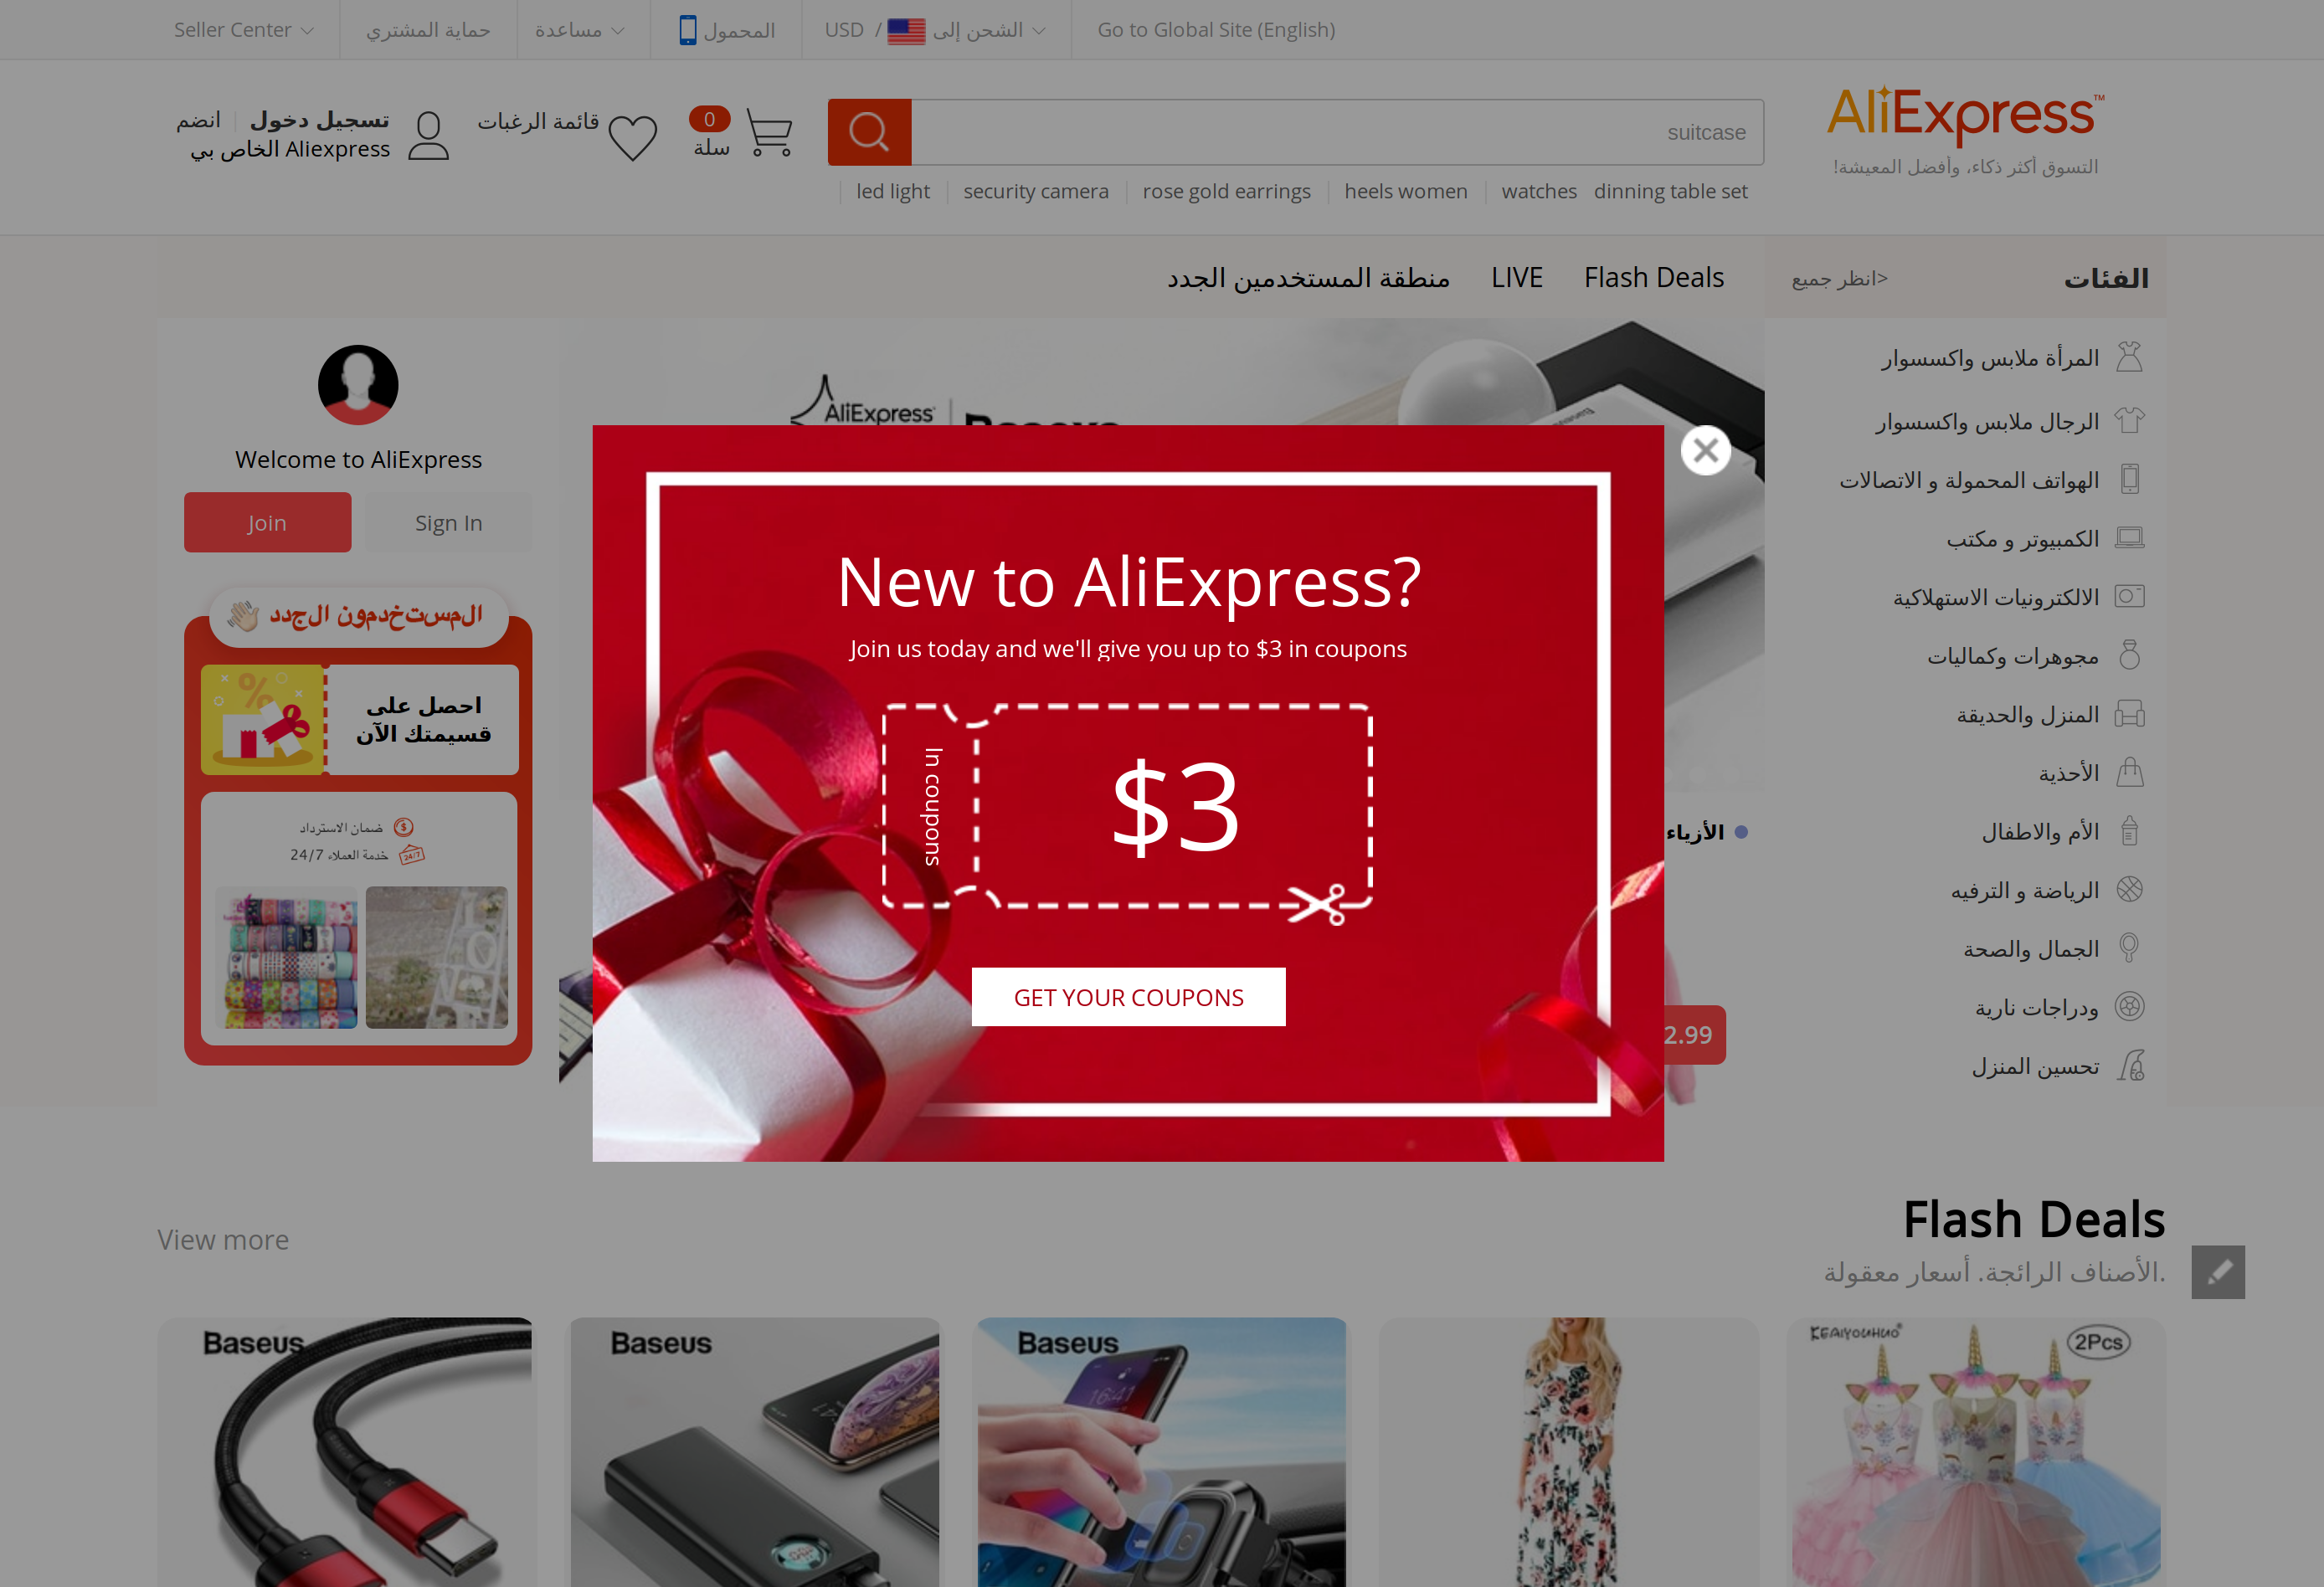 Seller Center
حماية المشتري
مساعدة
المحمول
USD / الشحن إلى
Go to Global Site (English)
انضم
تسجيل دخول
Aliexpress الخاص بي
قائمة الرغبات
0
سلة
suitcase
AliExpress™
التسوق أكثر ذكاء، وأفضل المعيشة!
led light
security camera
rose gold earrings
heels women
watches
dinning table set
منطقة المستخدمين الجدد
LIVE
Flash Deals
انظر جميع>
الفئات
المرأة ملابس واكسسوار
الرجال ملابس واكسسوار
الهواتف المحمولة و الاتصالات
الكمبيوتر و مكتب
الالكترونيات الاستهلاكية
مجوهرات وكماليات
المنزل والحديقة
الأحذية
الأم والاطفال
الرياضة و الترفيه
الجمال والصحة
ودراجات نارية
تحسين المنزل
Welcome to AliExpress
Join
Sign In
المستخدمون الجدد
احصل على
قسيمتك الآن
ضمان الاسترداد
خدمة العملاء 24/7
AliExpress
Baseus
New to AliExpress?
Join us today and we'll give you up to $3 in coupons
In coupons
$3
GET YOUR COUPONS
الأزياء
2.99
Flash Deals
View more
الأصناف الرائجة. أسعار معقولة.
Baseus
Baseus
Baseus
16:41
KEAIYOUHUO
2Pcs